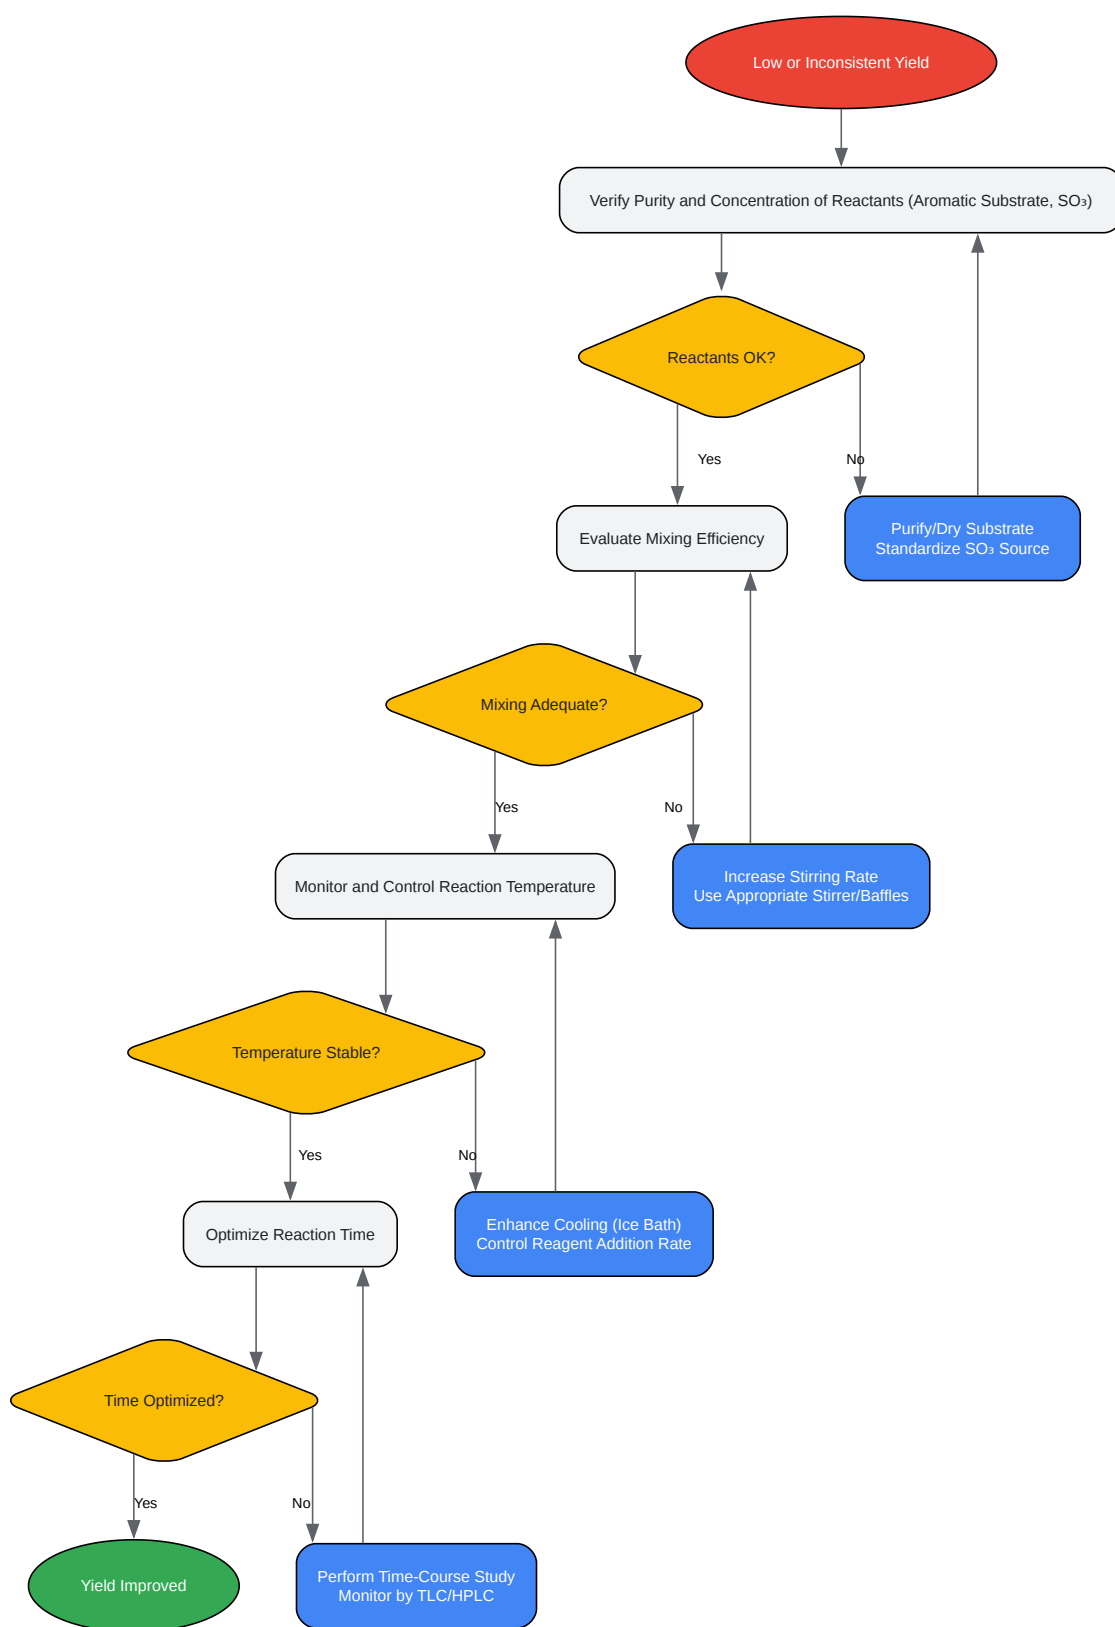 Low or Inconsistent Yield
Verify Purity and Concentration of Reactants (Aromatic Substrate, SO₃)
Reactants OK?
Yes
No
Purify/Dry Substrate
Standardize SO₃ Source
Evaluate Mixing Efficiency
Mixing Adequate?
Yes
No
Increase Stirring Rate
Use Appropriate Stirrer/Baffles
Monitor and Control Reaction Temperature
Temperature Stable?
Yes
No
Enhance Cooling (Ice Bath)
Control Reagent Addition Rate
Optimize Reaction Time
Time Optimized?
Yes
No
Perform Time-Course Study
Monitor by TLC/HPLC
Yield Improved